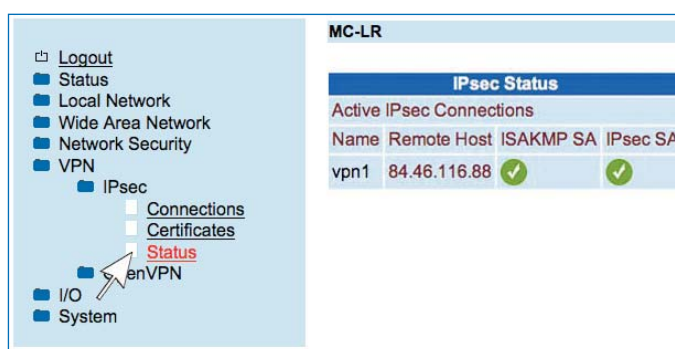 MC-LR
Logout
Status
Local Network
Wide Area Network
Network Security
VPN
IPsec
Connections
Certificates
Status
enVPN
I/O
System
IPsec Status
Active IPsec Connections
Name Remote Host ISAKMP SA IPsec SA
vpn1 84.46.116.88